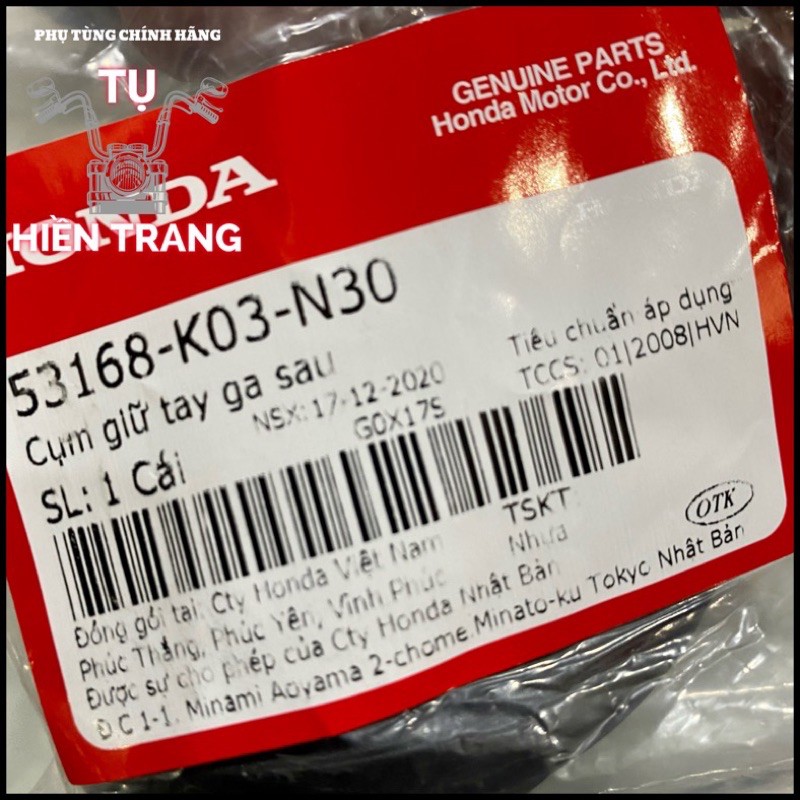 PHỤ TÙNG CHÍNH HÃNG
TỤ
HIỀN TRANG
GENUINE PARTS
Honda Motor Co., Ltd.
HONDA
53168-K03-N30
Cụm giữ tay ga sau
NSX: 17-12-2020
G0X17S
Tiêu chuẩn áp dụng
TCCS: 01|2008|HVN
SL: 1 Cái
TSKT
Nhựa
OTK
Đóng gói tại: Cty Honda Việt Nam
Phúc Thắng, Phúc Yên, Vĩnh Phúc
Được sự cho phép của Cty Honda Nhật Bản
Đ C 1-1, Minami Aoyama 2-chome Minato-ku Tokyo Nhật Bản